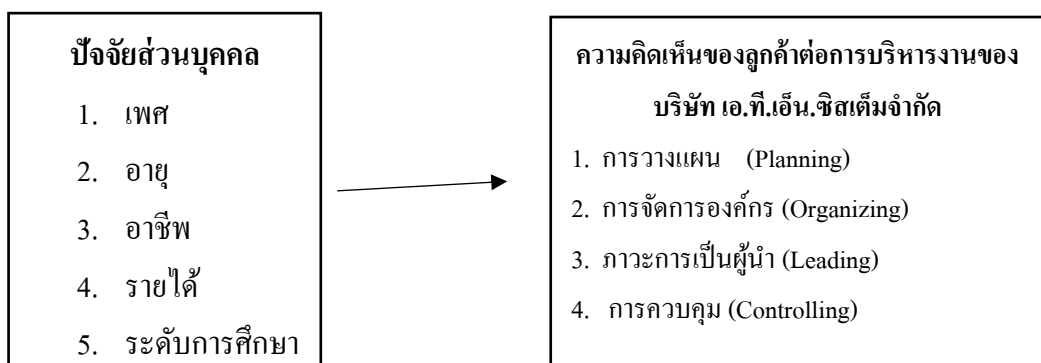 ปัจจัยส่วนบุคคล
1. เพศ
2. อายุ
3. อาชีพ
4. รายได้
5. ระดับการศึกษา
ความคิดเห็นของลูกค้าต่อการบริหารงานของ
บริษัท เอ.ที.เอ็น.ซิสเต็มจำกัด
1. การวางแผน (Planning)
2. การจัดการองค์กร (Organizing)
3. ภาวะการเป็นผู้นำ (Leading)
4. การควบคุม (Controlling)